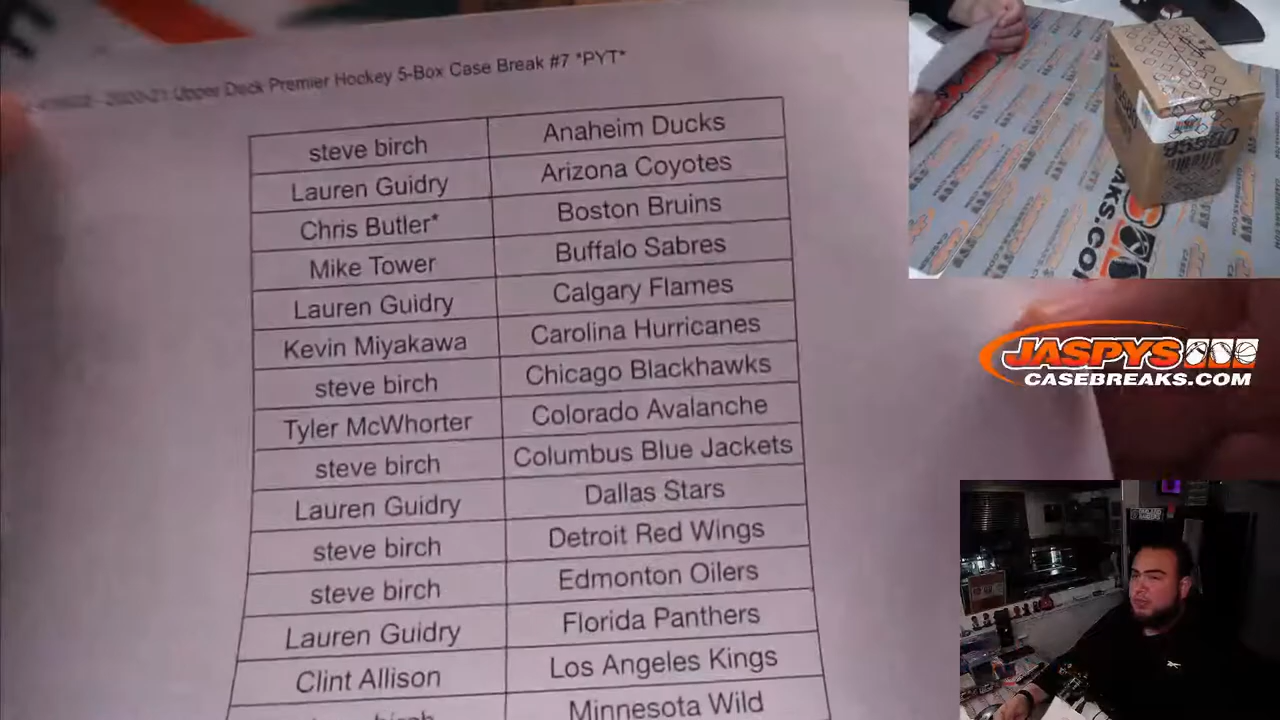 2020-21 Upper Deck Premier Hockey 5-Box Case Break #7 *PYT*
steve birch Anaheim Ducks
Lauren Guidry Arizona Coyotes
Chris Butler* Boston Bruins
Mike Tower Buffalo Sabres
Lauren Guidry Calgary Flames
Kevin Miyakawa Carolina Hurricanes
steve birch Chicago Blackhawks
Tyler McWhorter Colorado Avalanche
steve birch Columbus Blue Jackets
Lauren Guidry Dallas Stars
steve birch Detroit Red Wings
steve birch Edmonton Oilers
Lauren Guidry Florida Panthers
Clint Allison Los Angeles Kings
steve birch Minnesota Wild
JASPYS
CASEBREAKS.COM